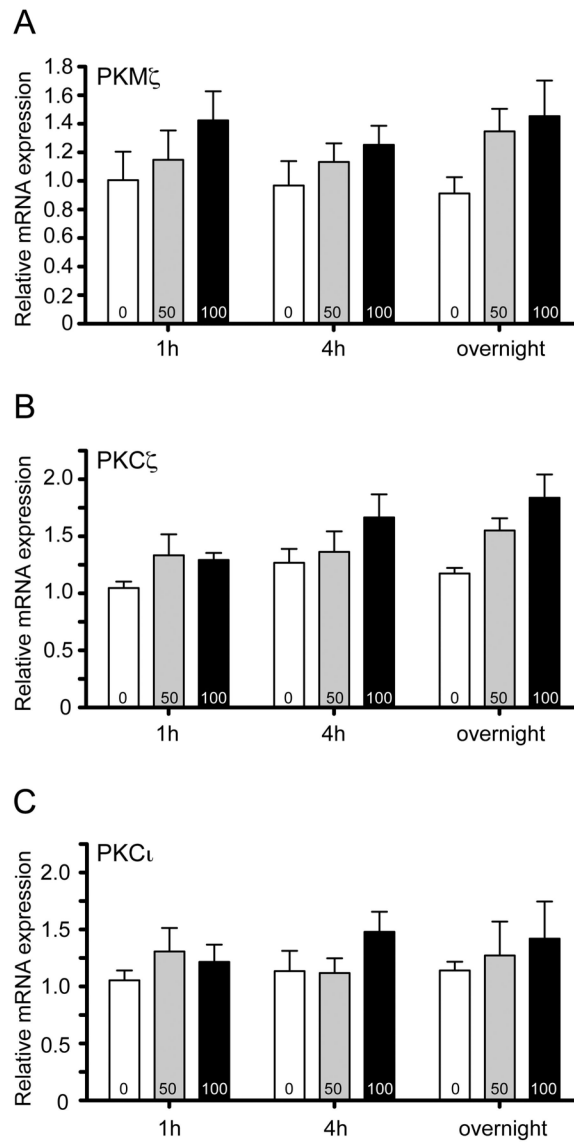 A
PKMζ
Relative mRNA expression
1.8
1.6
1.4
1.2
1.0
0.8
0.6
0.4
0.2
0
0 50 100 0 50 100 0 50 100
1h 4h overnight
B
PKCζ
Relative mRNA expression
2.0
1.5
1.0
0.5
0
0 50 100 0 50 100 0 50 100
1h 4h overnight
C
PKCι
Relative mRNA expression
2.0
1.5
1.0
0.5
0
0 50 100 0 50 100 0 50 100
1h 4h overnight